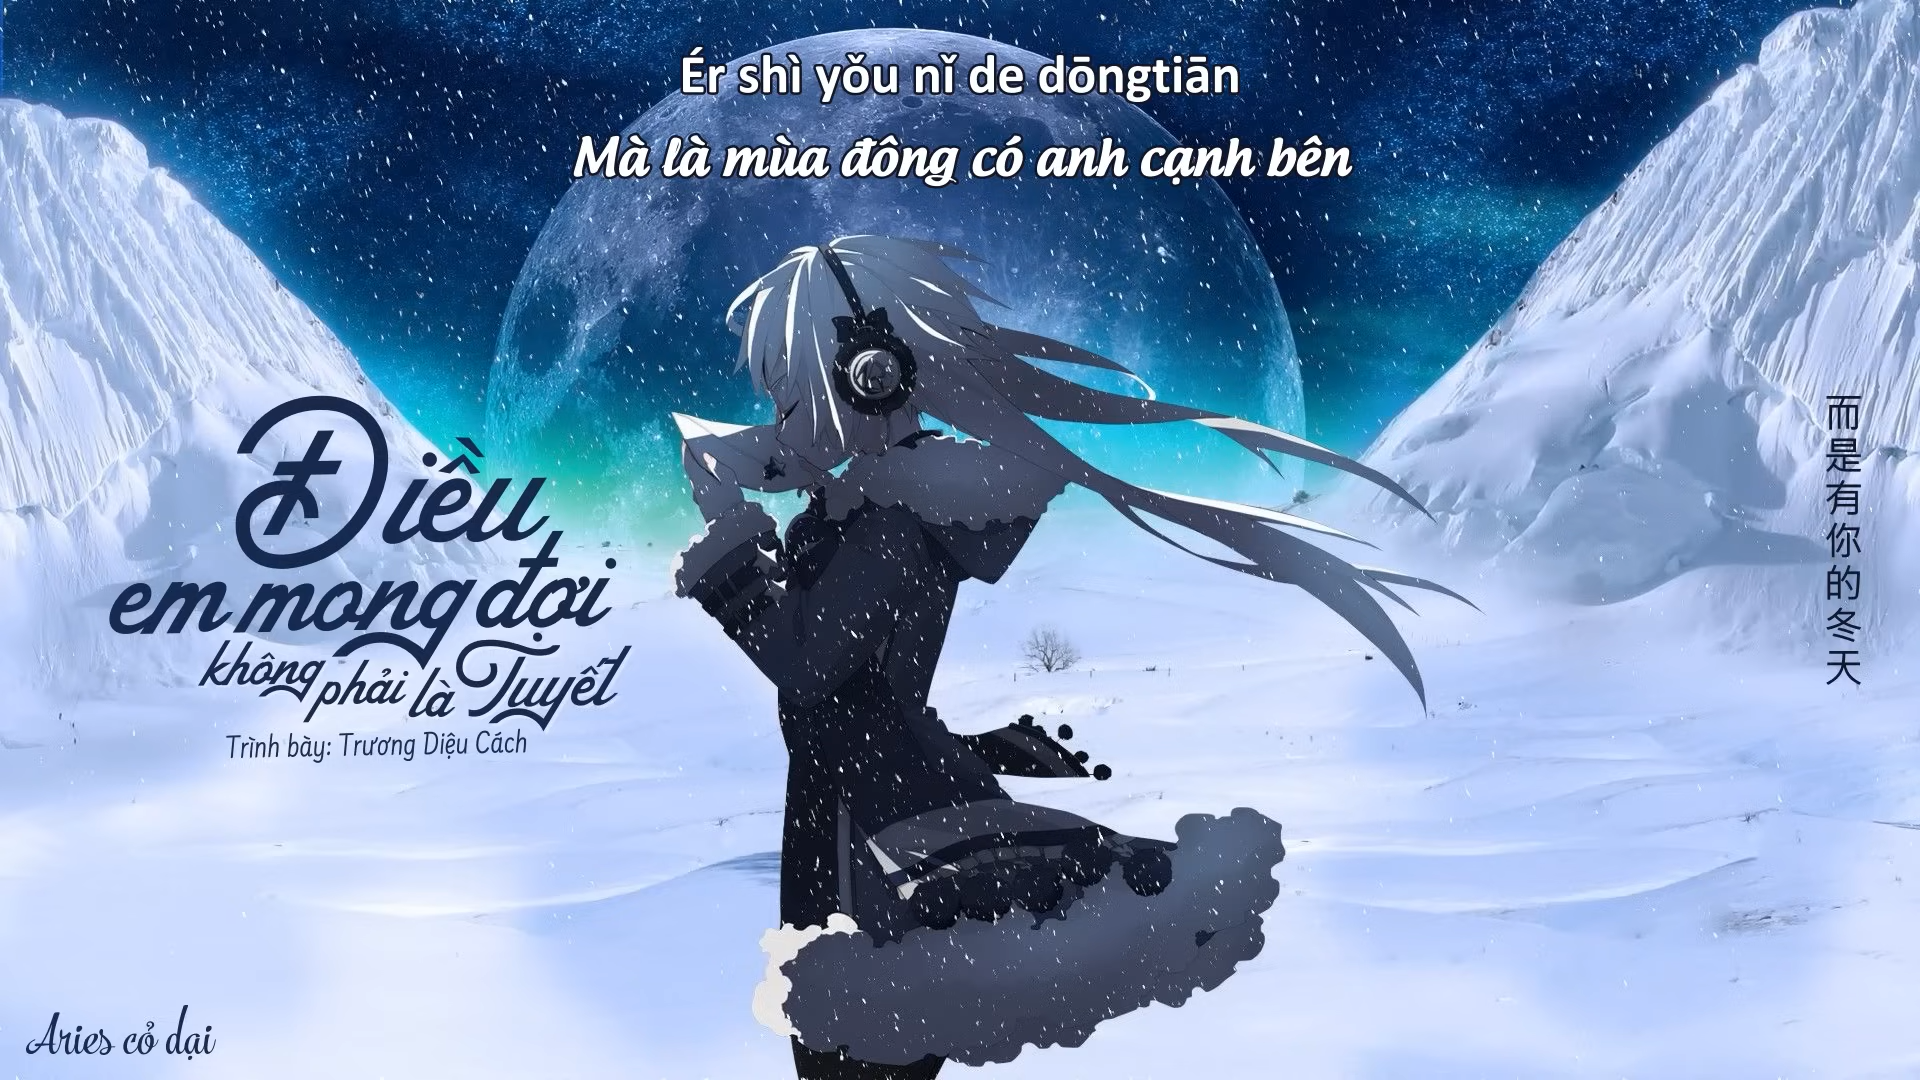 Ér shì yǒu nǐ de dōngtiān
Mà là mùa đông có anh cạnh bên
Điều
em mong đợi
không phải là Tuyết
Trình bày: Trương Diệu Cách
而是有你的冬天
Aries cỏ dại